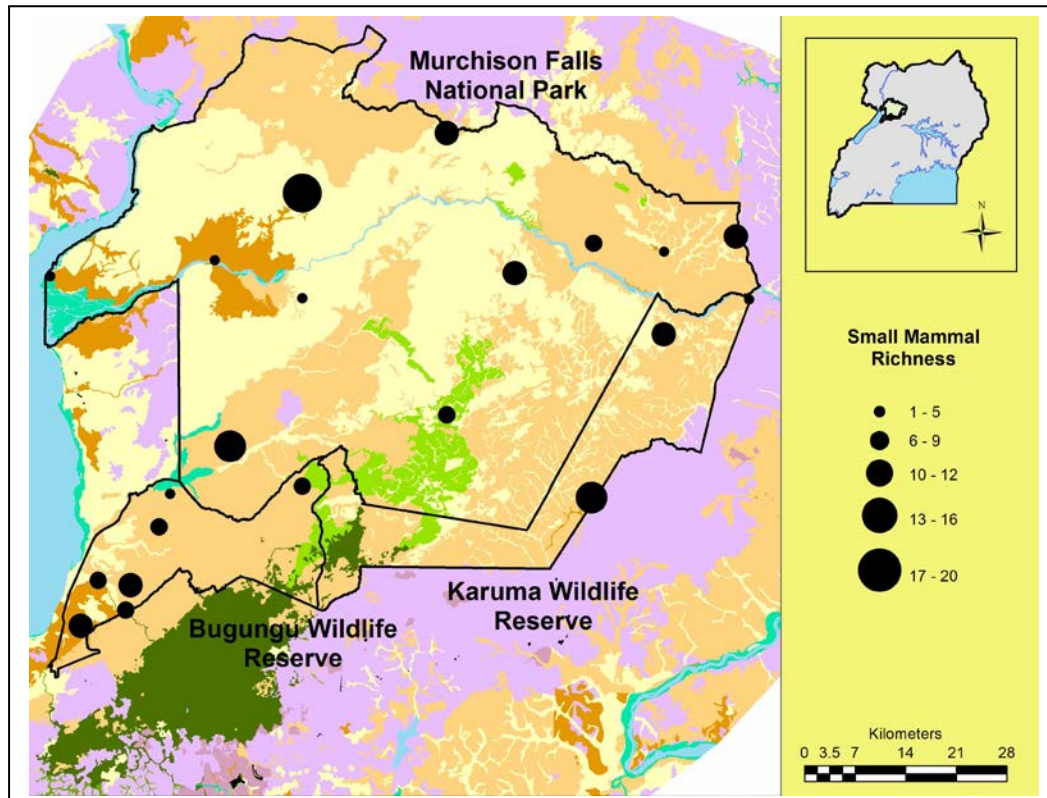 Murchison Falls
National Park
N
Small Mammal
Richness
1 - 5
6 - 9
10 - 12
13 - 16
17 - 20
Karuma Wildlife
Reserve
Bugungu Wildlife
Reserve
Kilometers
0 3.5 7 14 21 28